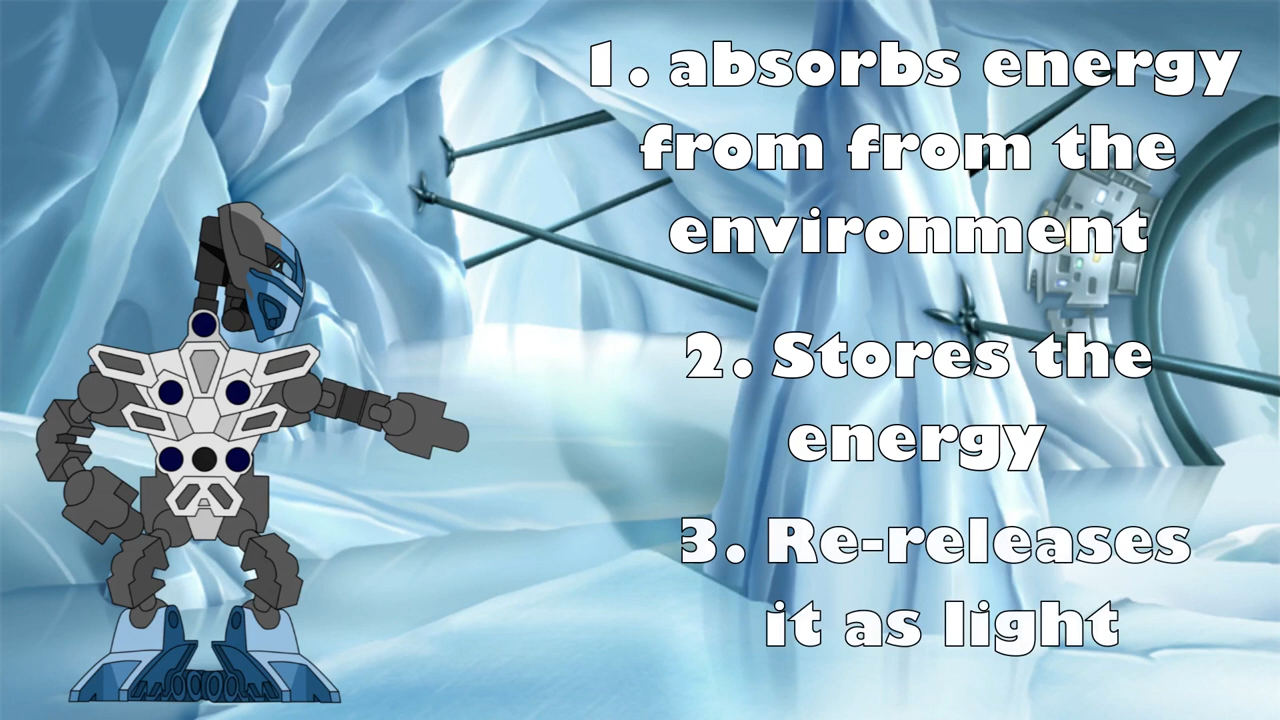 1. absorbs energy
from from the
environment
2. Stores the
energy
3. Re-releases
it as light